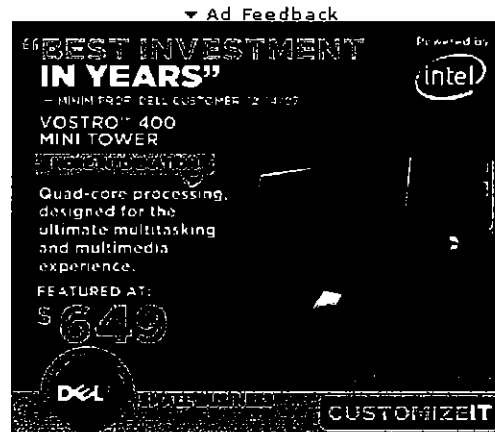 ▾ Ad Feedback
"BEST INVESTMENT
IN YEARS"
Powered by
intel
VOSTRO™ 400
MINI TOWER
Quad-core processing,
designed for the
ultimate multitasking
and multimedia
experience.
FEATURED AT:
$649
DELL
CUSTOMIZE IT